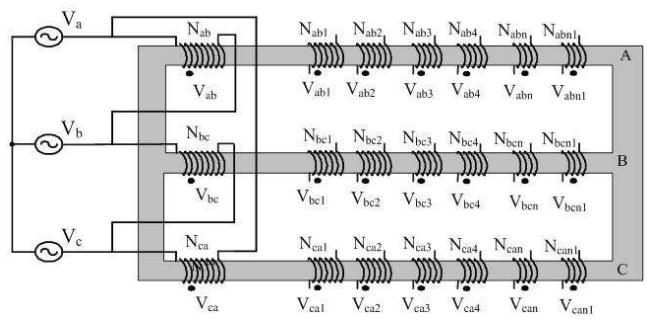 Va
Nab Nab1 Nab2 Nab3 Nab4 Nabn Nabn1
A
Vab Vab1 Vab2 Vab3 Vab4 Vabn Vabn1
Vb
Nbc Nbc1 Nbc2 Nbc3 Nbc4 Nbcn Nbcn1
B
Vbc Vbc1 Vbc2 Vbc3 Vbc4 Vbcn Vbcn1
Vc
Nca Nca1 Nca2 Nca3 Nca4 Ncan Ncan1
C
Vca Vca1 Vca2 Vca3 Vca4 Vcan Vcan1